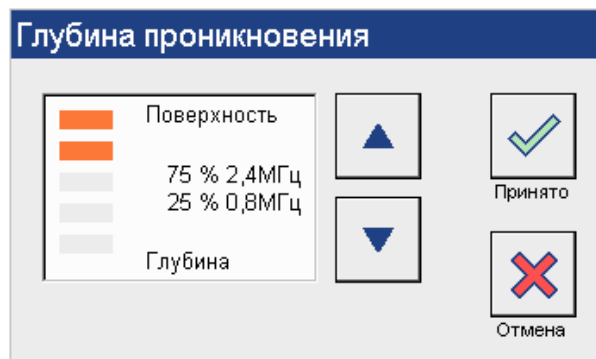 Глубина проникновения
Поверхность
75 % 2,4МГц
25 % 0,8МГц
Глубина
Принято
Отмена